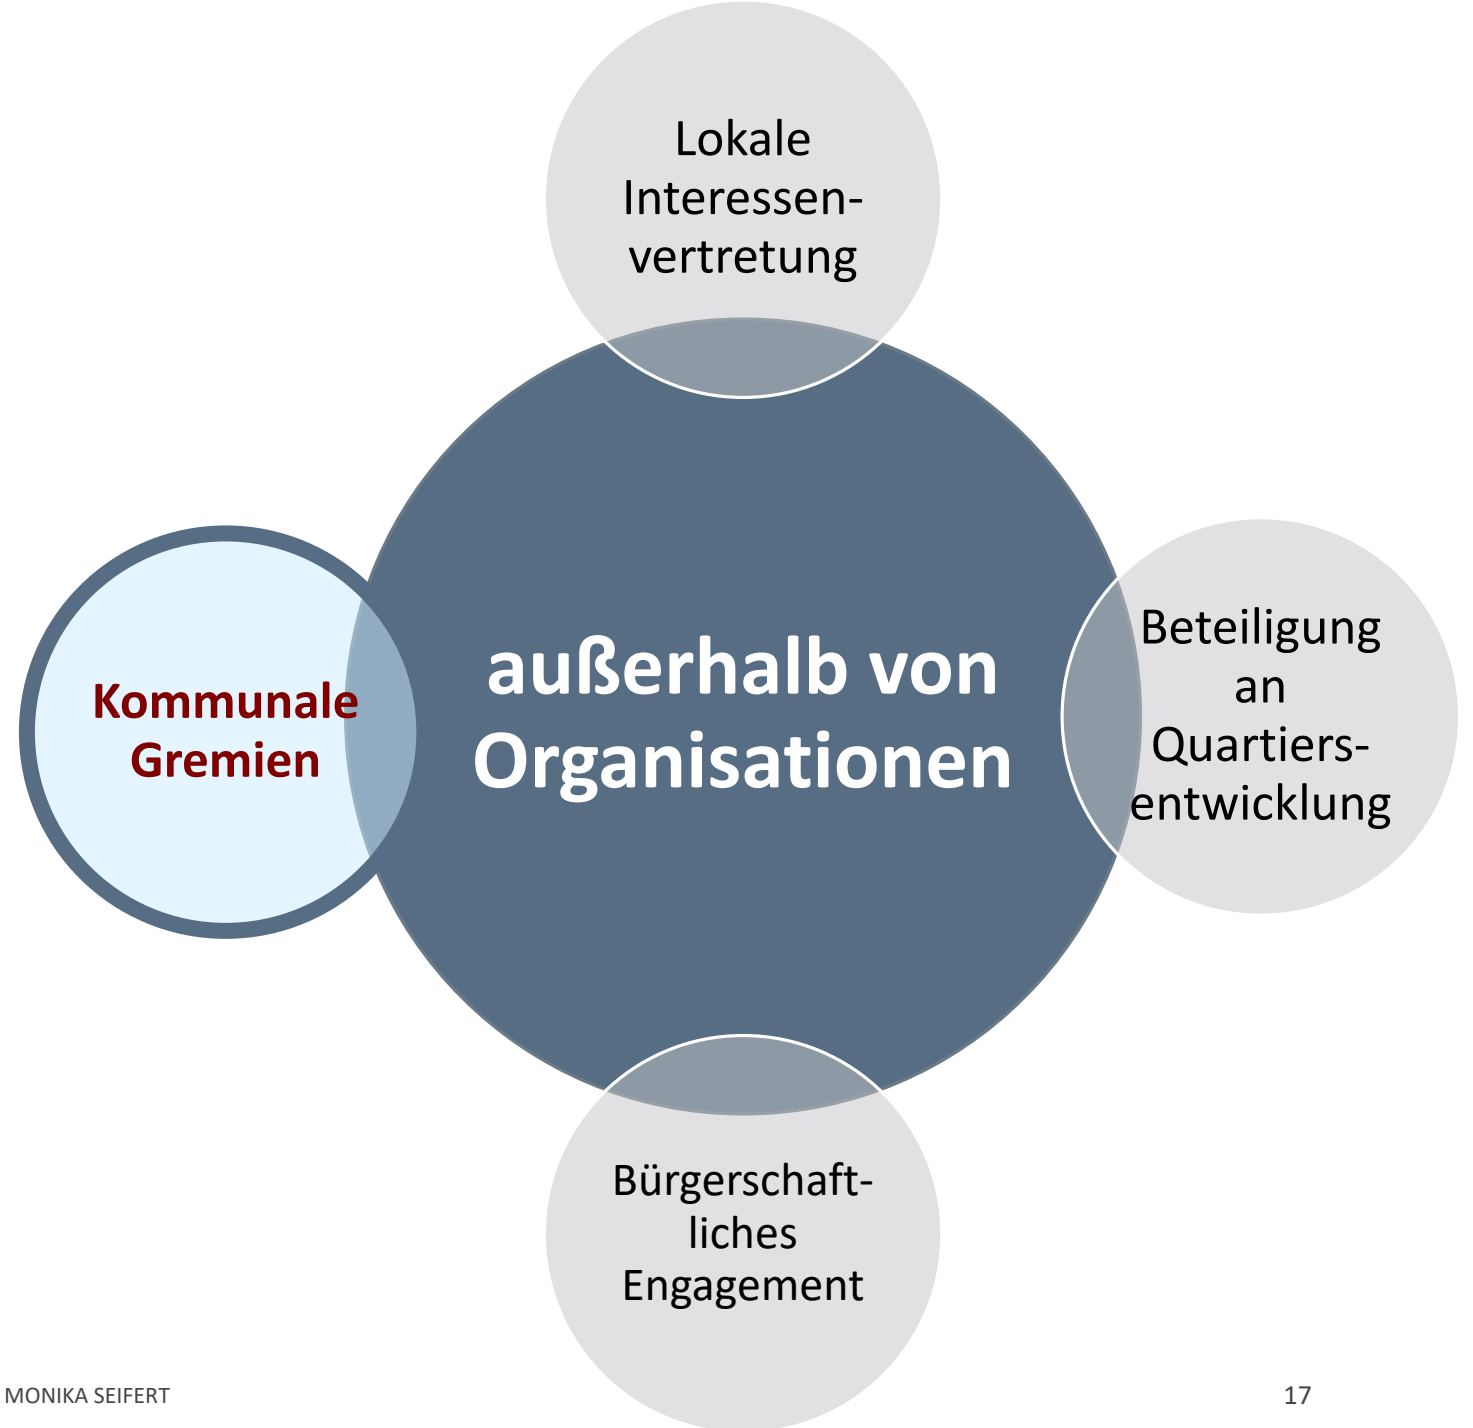 Lokale
Interessen-
vertretung
Kommunale
Gremien
außerhalb von
Organisationen
Beteiligung
an
Quartiers-
entwicklung
Bürgerschaft-
liches
Engagement
MONIKA SEIFERT
17